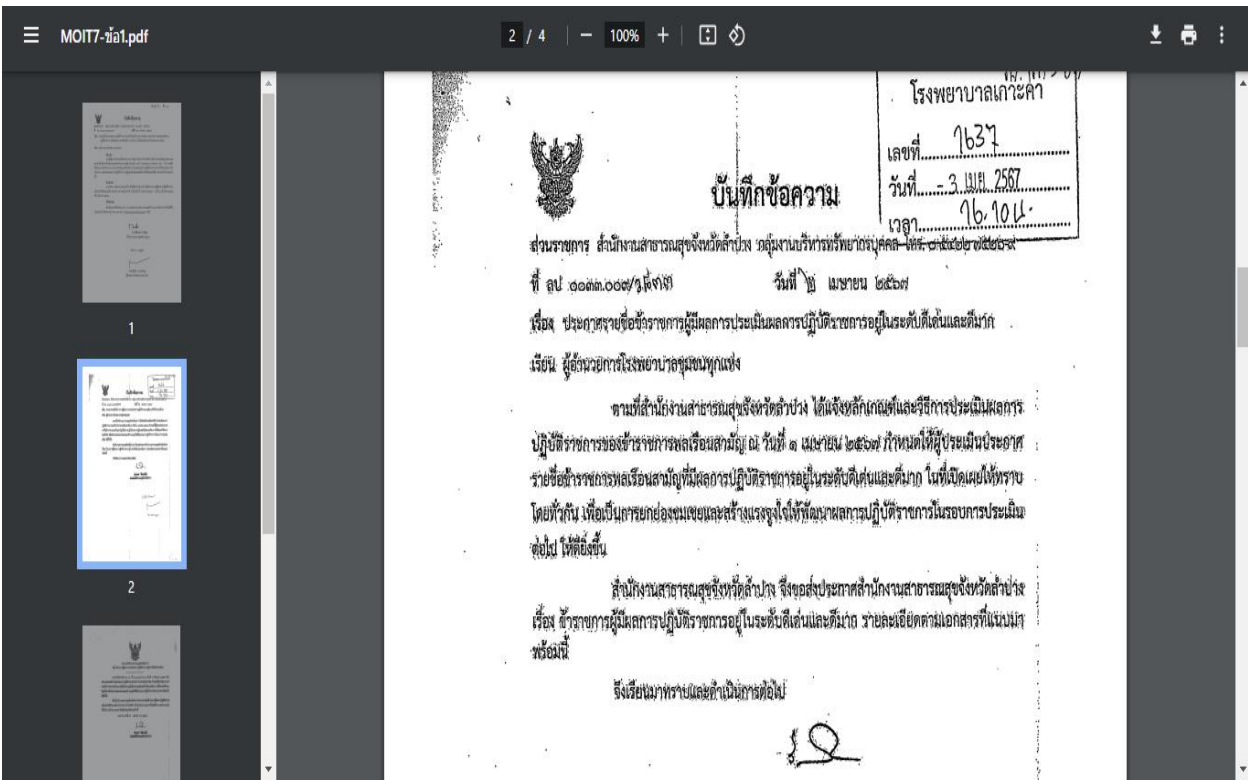 MOIT7-ข้อ1.pdf
2 / 4
100%
1
2
โรงพยาบาลเกาะคา
เลขที่ 1637
วันที่ - 3 เม.ย. 2567
เวลา 16.10 น.
บันทึกข้อความ
ส่วนราชการ สำนักงานสาธารณสุขจังหวัดลำปาง กลุ่มงานบริหารทรัพยากรบุคคล โทร.
ที่ ลป ๐๐๓๓.๐๐๗/ วันที่ ๒ เมษายน ๒๕๖๗
เรื่อง ประกาศรายชื่อข้าราชการผู้มีผลการประเมินผลการปฏิบัติราชการอยู่ในระดับดีเด่นและดีมาก
เรียน ผู้อำนวยการโรงพยาบาลชุมชนทุกแห่ง
ตามที่สำนักงานสาธารณสุขจังหวัดลำปาง ได้แจ้งหลักเกณฑ์และวิธีการประเมินผลการ
ปฏิบัติราชการของข้าราชการพลเรือนสามัญ ณ วันที่ ๑ เมษายน ๒๕๖๗ กำหนดให้ผู้ประเมินประกาศ
รายชื่อข้าราชการพลเรือนสามัญที่มีผลการปฏิบัติราชการอยู่ในระดับดีเด่นและดีมาก ในที่เปิดเผยให้ทราบ
โดยทั่วกัน เพื่อเป็นการยกย่องชมเชยและสร้างแรงจูงใจให้พัฒนาผลการปฏิบัติราชการในรอบการประเมิน
ต่อไป ให้ดียิ่งขึ้น
สำนักงานสาธารณสุขจังหวัดลำปาง จึงขอส่งประกาศสำนักงานสาธารณสุขจังหวัดลำปาง
เรื่อง ข้าราชการผู้มีผลการปฏิบัติราชการอยู่ในระดับดีเด่นและดีมาก รายละเอียดตามเอกสารที่แนบมา
พร้อมนี้
จึงเรียนมาทราบและดำเนินการต่อไป